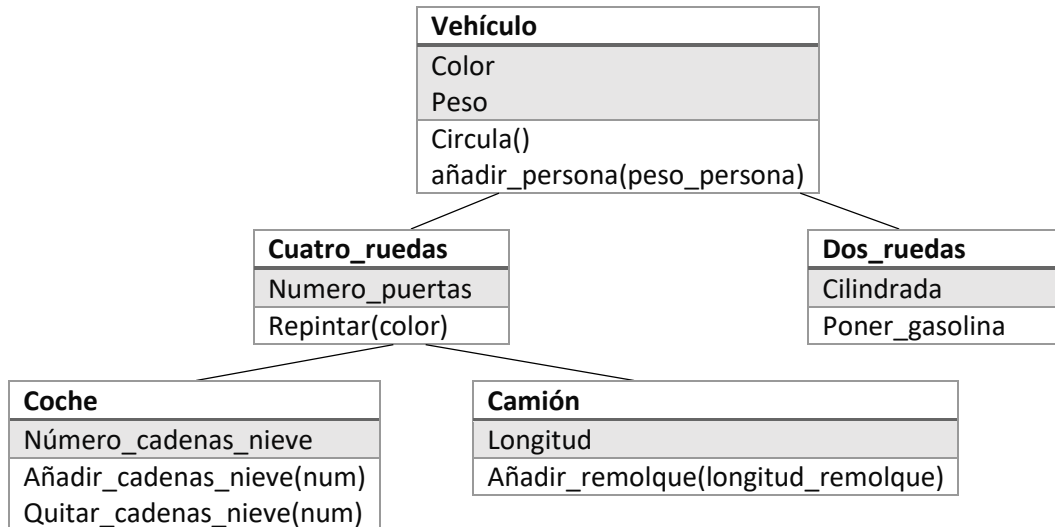 Vehículo
Color
Peso
Circula()
añadir_persona(peso_persona)
Cuatro_ruedas
Numero_puertas
Repintar(color)
Dos_ruedas
Cilindrada
Poner_gasolina
Coche
Número_cadenas_nieve
Añadir_cadenas_nieve(num)
Quitar_cadenas_nieve(num)
Camión
Longitud
Añadir_remolque(longitud_remolque)